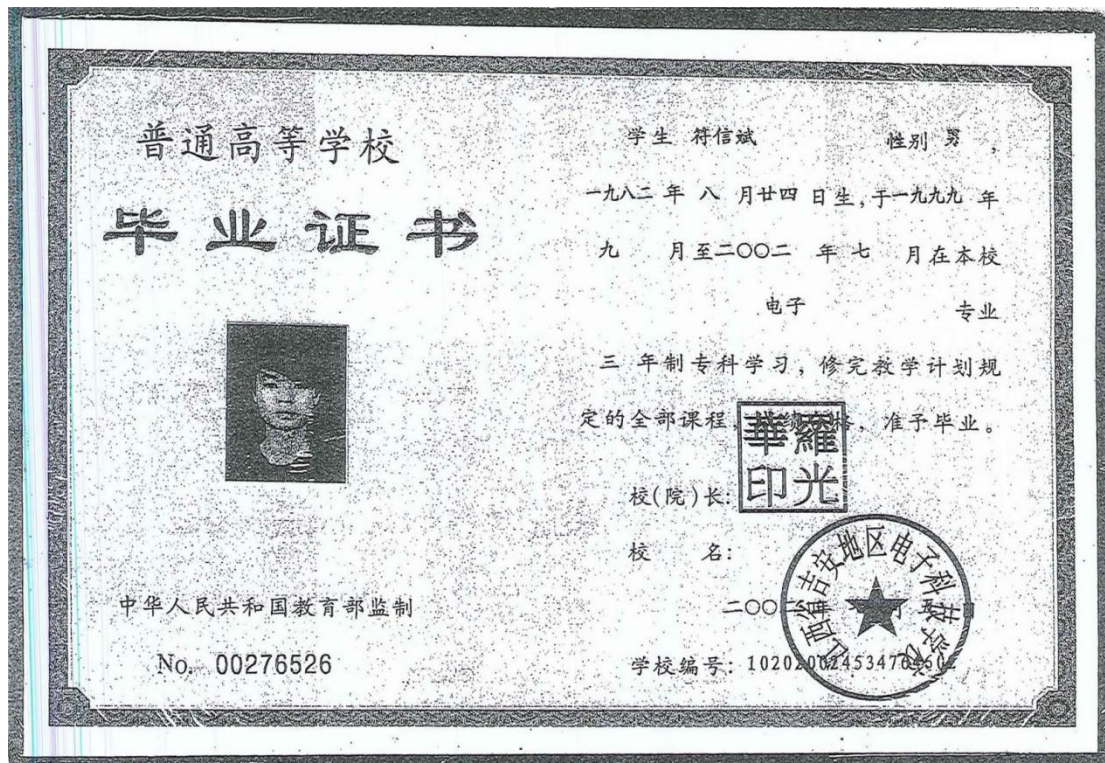 普通高等学校
毕业证书
中华人民共和国教育部监制
No. 00276526
学生 符信斌 性别 男,
一九八二 年 八 月廿四 日生,于一九九九 年
九 月至二〇〇二 年 七 月在本校
电子 专业
三 年制专科学习,修完教学计划规
定的全部课程, 准予毕业。
校(院)长:
羅光
華印
校 名:
吉安地区电子科技学
二〇〇二
学校编号: